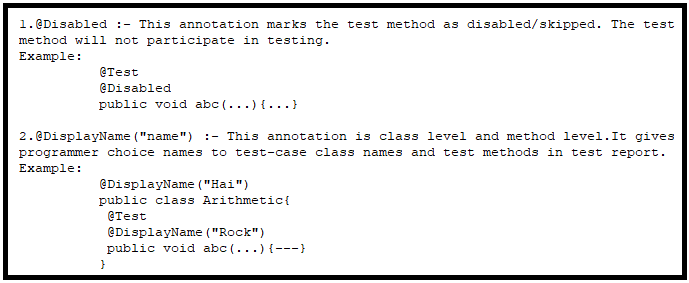 1.@Disabled :- This annotation marks the test method as disabled/skipped. The test
method will not participate in testing.
Example:
@Test
@Disabled
public void abc(...){...}
2.@DisplayName("name") :- This annotation is class level and method level.It gives
programmer choice names to test-case class names and test methods in test report.
Example:
@DisplayName("Hai")
public class Arithmetic{
@Test
@DisplayName("Rock")
public void abc(...){---}
}